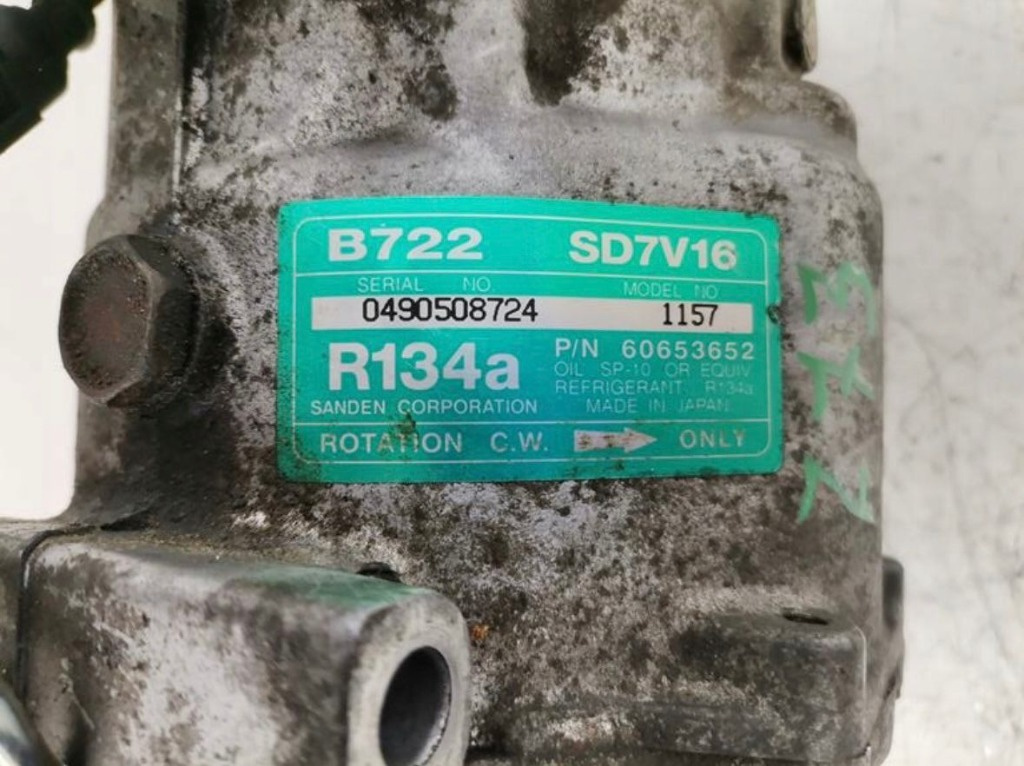 B722 SD7V16
SERIAL NO. MODEL NO
0490508724 1157
R134a P/N 60653652
OIL SP-10 OR EQUIV.
REFRIGERANT R134a
SANDEN CORPORATION MADE IN JAPAN
ROTATION C.W. ONLY